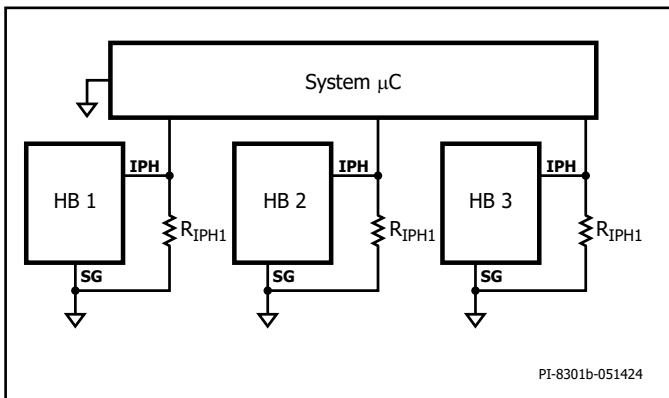 System µC
IPH
IPH
IPH
HB 1
HB 2
HB 3
RIPH1
RIPH1
RIPH1
SG
SG
SG
PI-8301b-051424